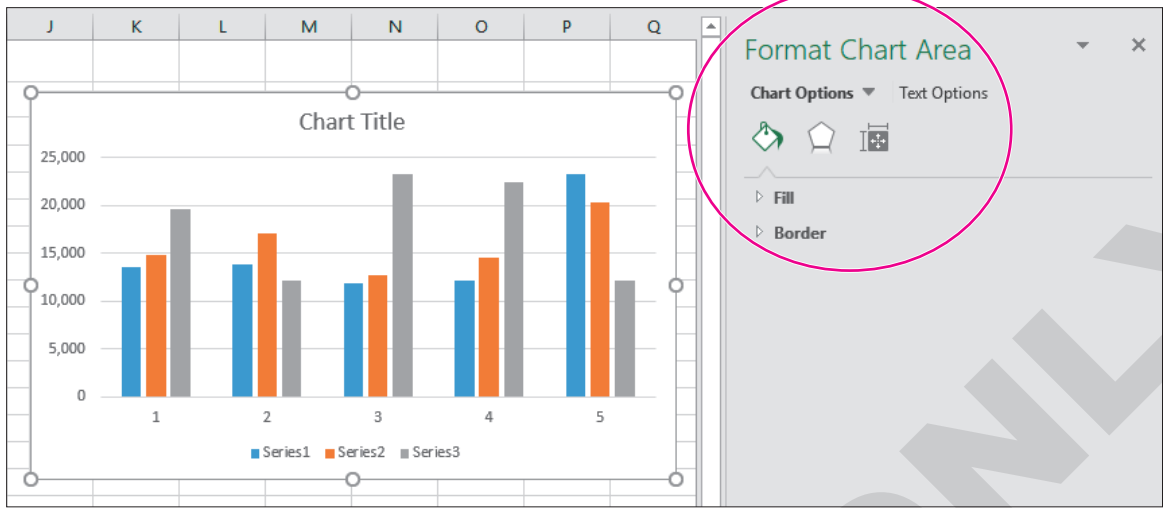 J K L M N O P Q
Format Chart Area
Chart Options Text Options
Fill
Border
Chart Title
25,000
20,000
15,000
10,000
5,000
0
1 2 3 4 5
Series1 Series2 Series3
ONLY